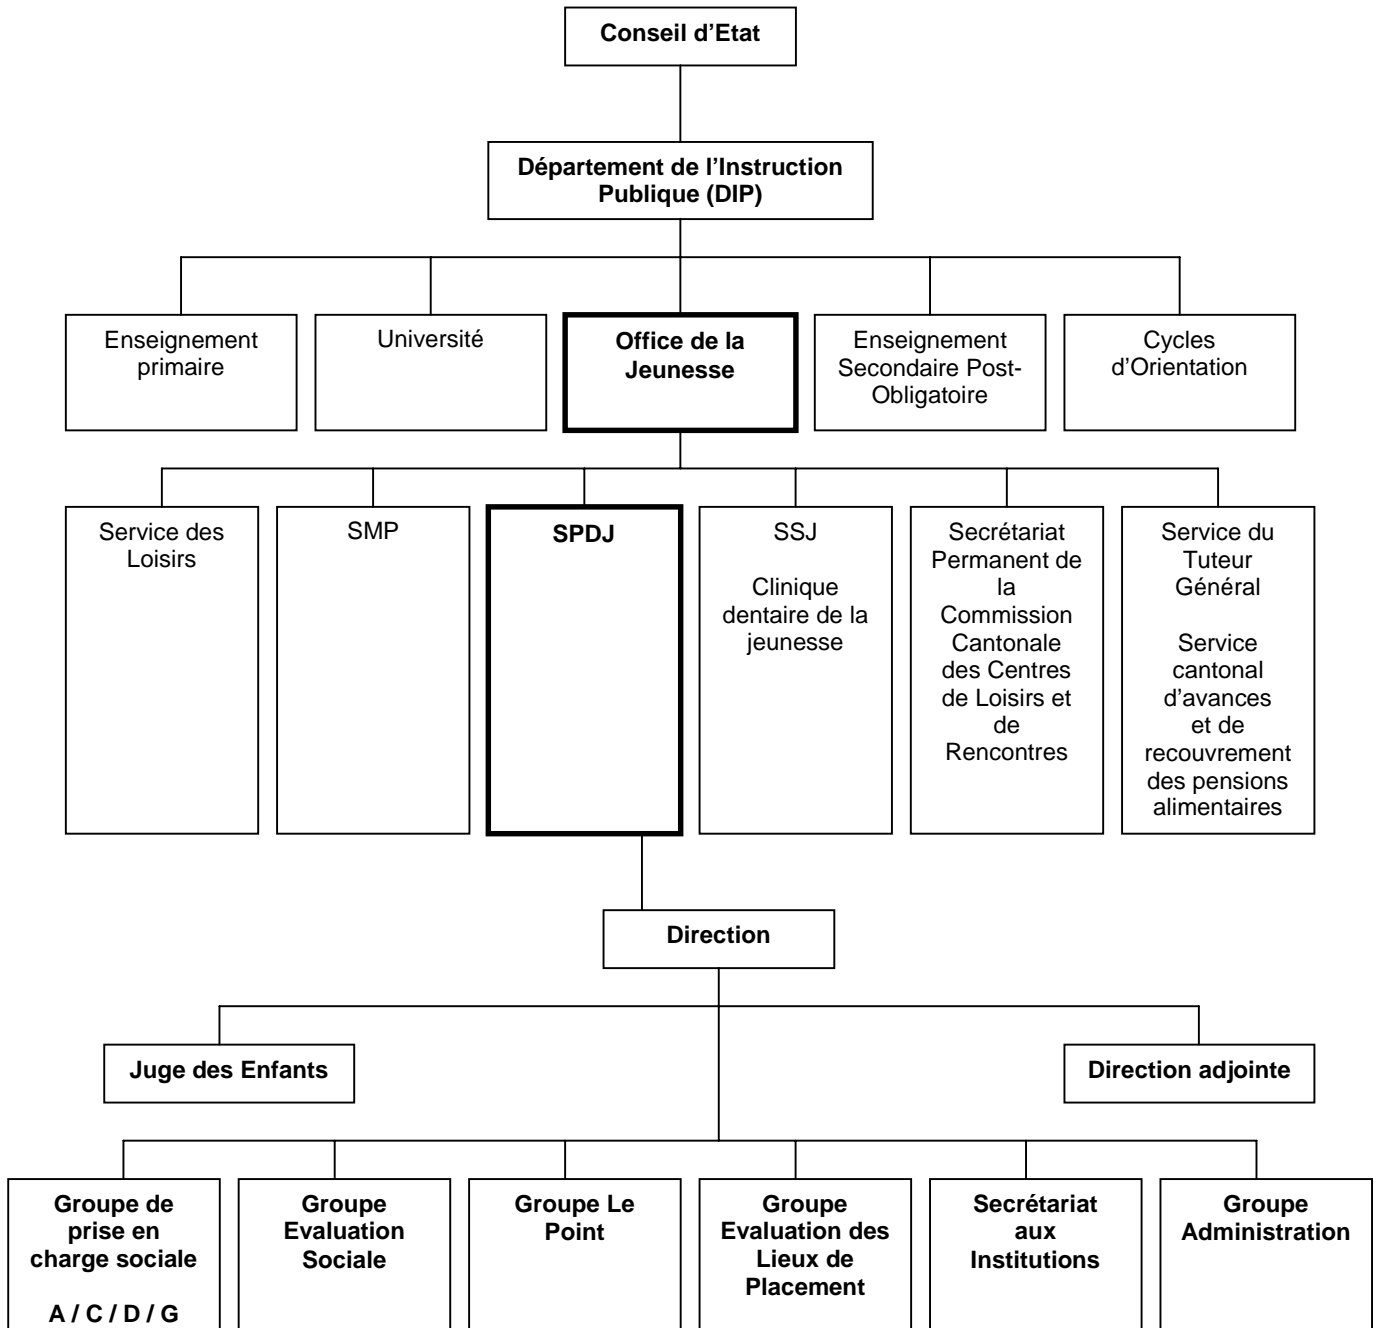 Conseil d’Etat
Département de l’Instruction
Publique (DIP)
Enseignement
primaire
Université
Office de la
Jeunesse
Enseignement
Secondaire Post-
Obligatoire
Cycles
d’Orientation
Service des
Loisirs
SMP
SPDJ
SSJ
Clinique
dentaire de la
jeunesse
Secrétariat
Permanent de
la
Commission
Cantonale
des Centres
de Loisirs et
de
Rencontres
Service du
Tuteur
Général
Service
cantonal
d’avances
et de
recouvrement
des pensions
alimentaires
Direction
Juge des Enfants
Direction adjointe
Groupe de
prise en
charge sociale
A / C / D / G
Groupe
Evaluation
Sociale
Groupe Le
Point
Groupe
Evaluation des
Lieux de
Placement
Secrétariat
aux
Institutions
Groupe
Administration